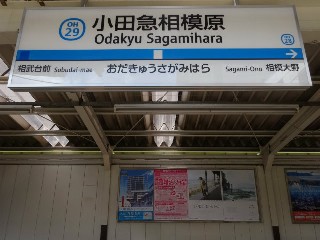 OH
29
小田急相模原
Odakyu Sagamihara
相武台前 Sobudai-mae
おだきゅうさがみはら
Sagami-Ono 相模大野